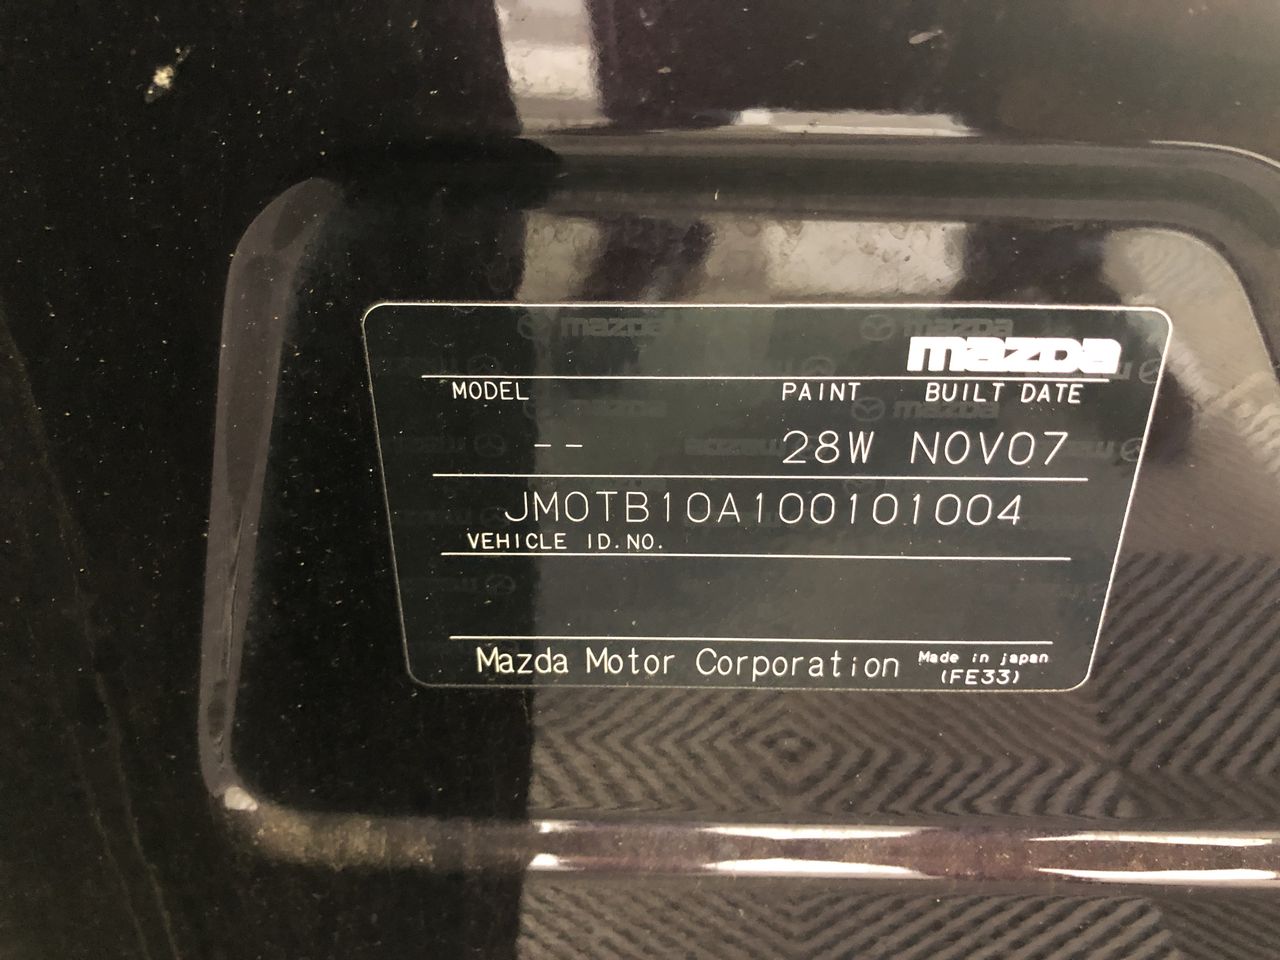 mazda
MODEL PAINT BUILT DATE
-- 28W NOV07
JM0TB10A100101004
VEHICLE ID.NO.
Mazda Motor Corporation Made in japan
(FE33)